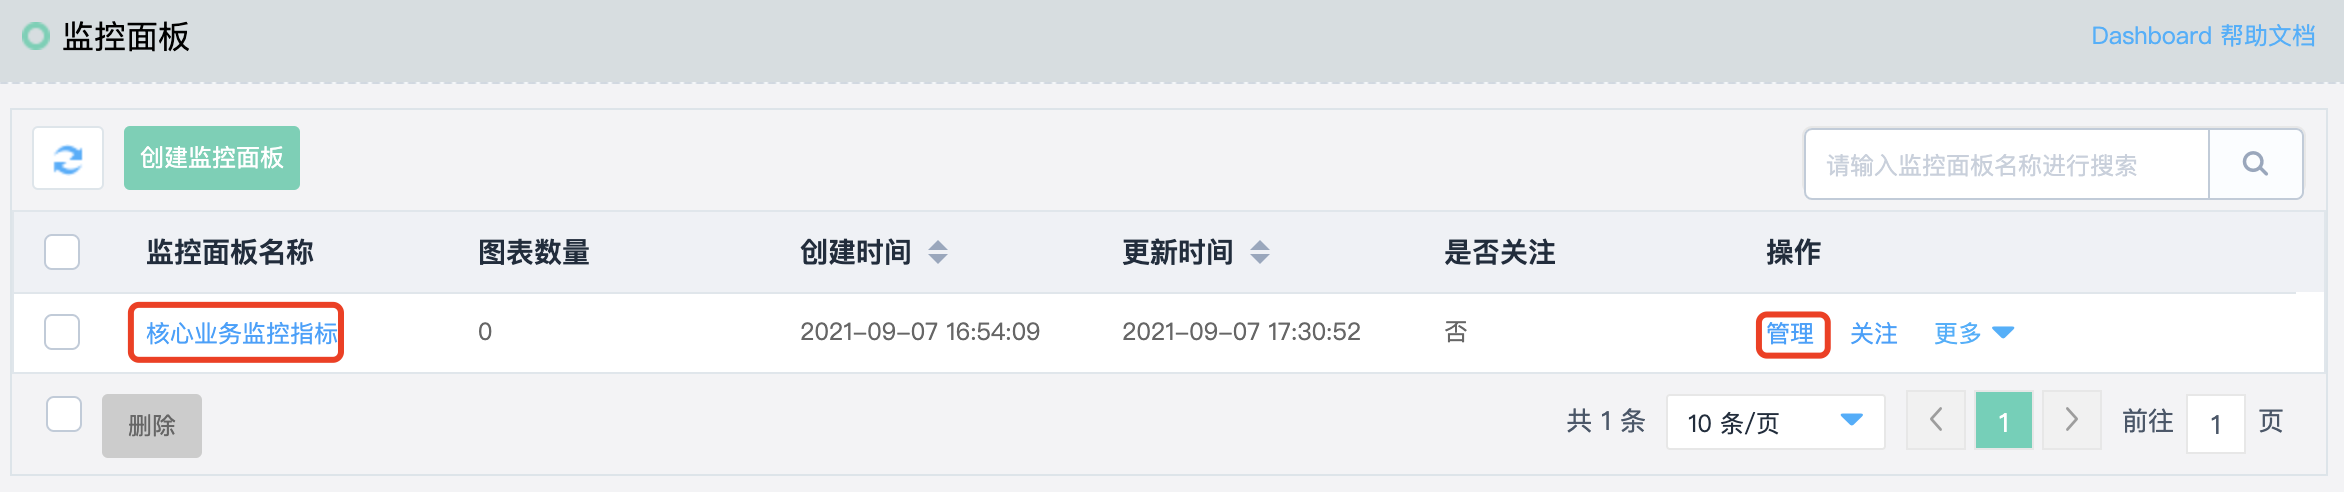 监控面板
Dashboard 帮助文档
创建监控面板
请输入监控面板名称进行搜索
监控面板名称 图表数量 创建时间 更新时间 是否关注 操作
核心业务监控指标 0 2021-09-07 16:54:09 2021-09-07 17:30:52 否 管理 关注 更多
删除
共 1 条 10 条/页 1 前往 1 页